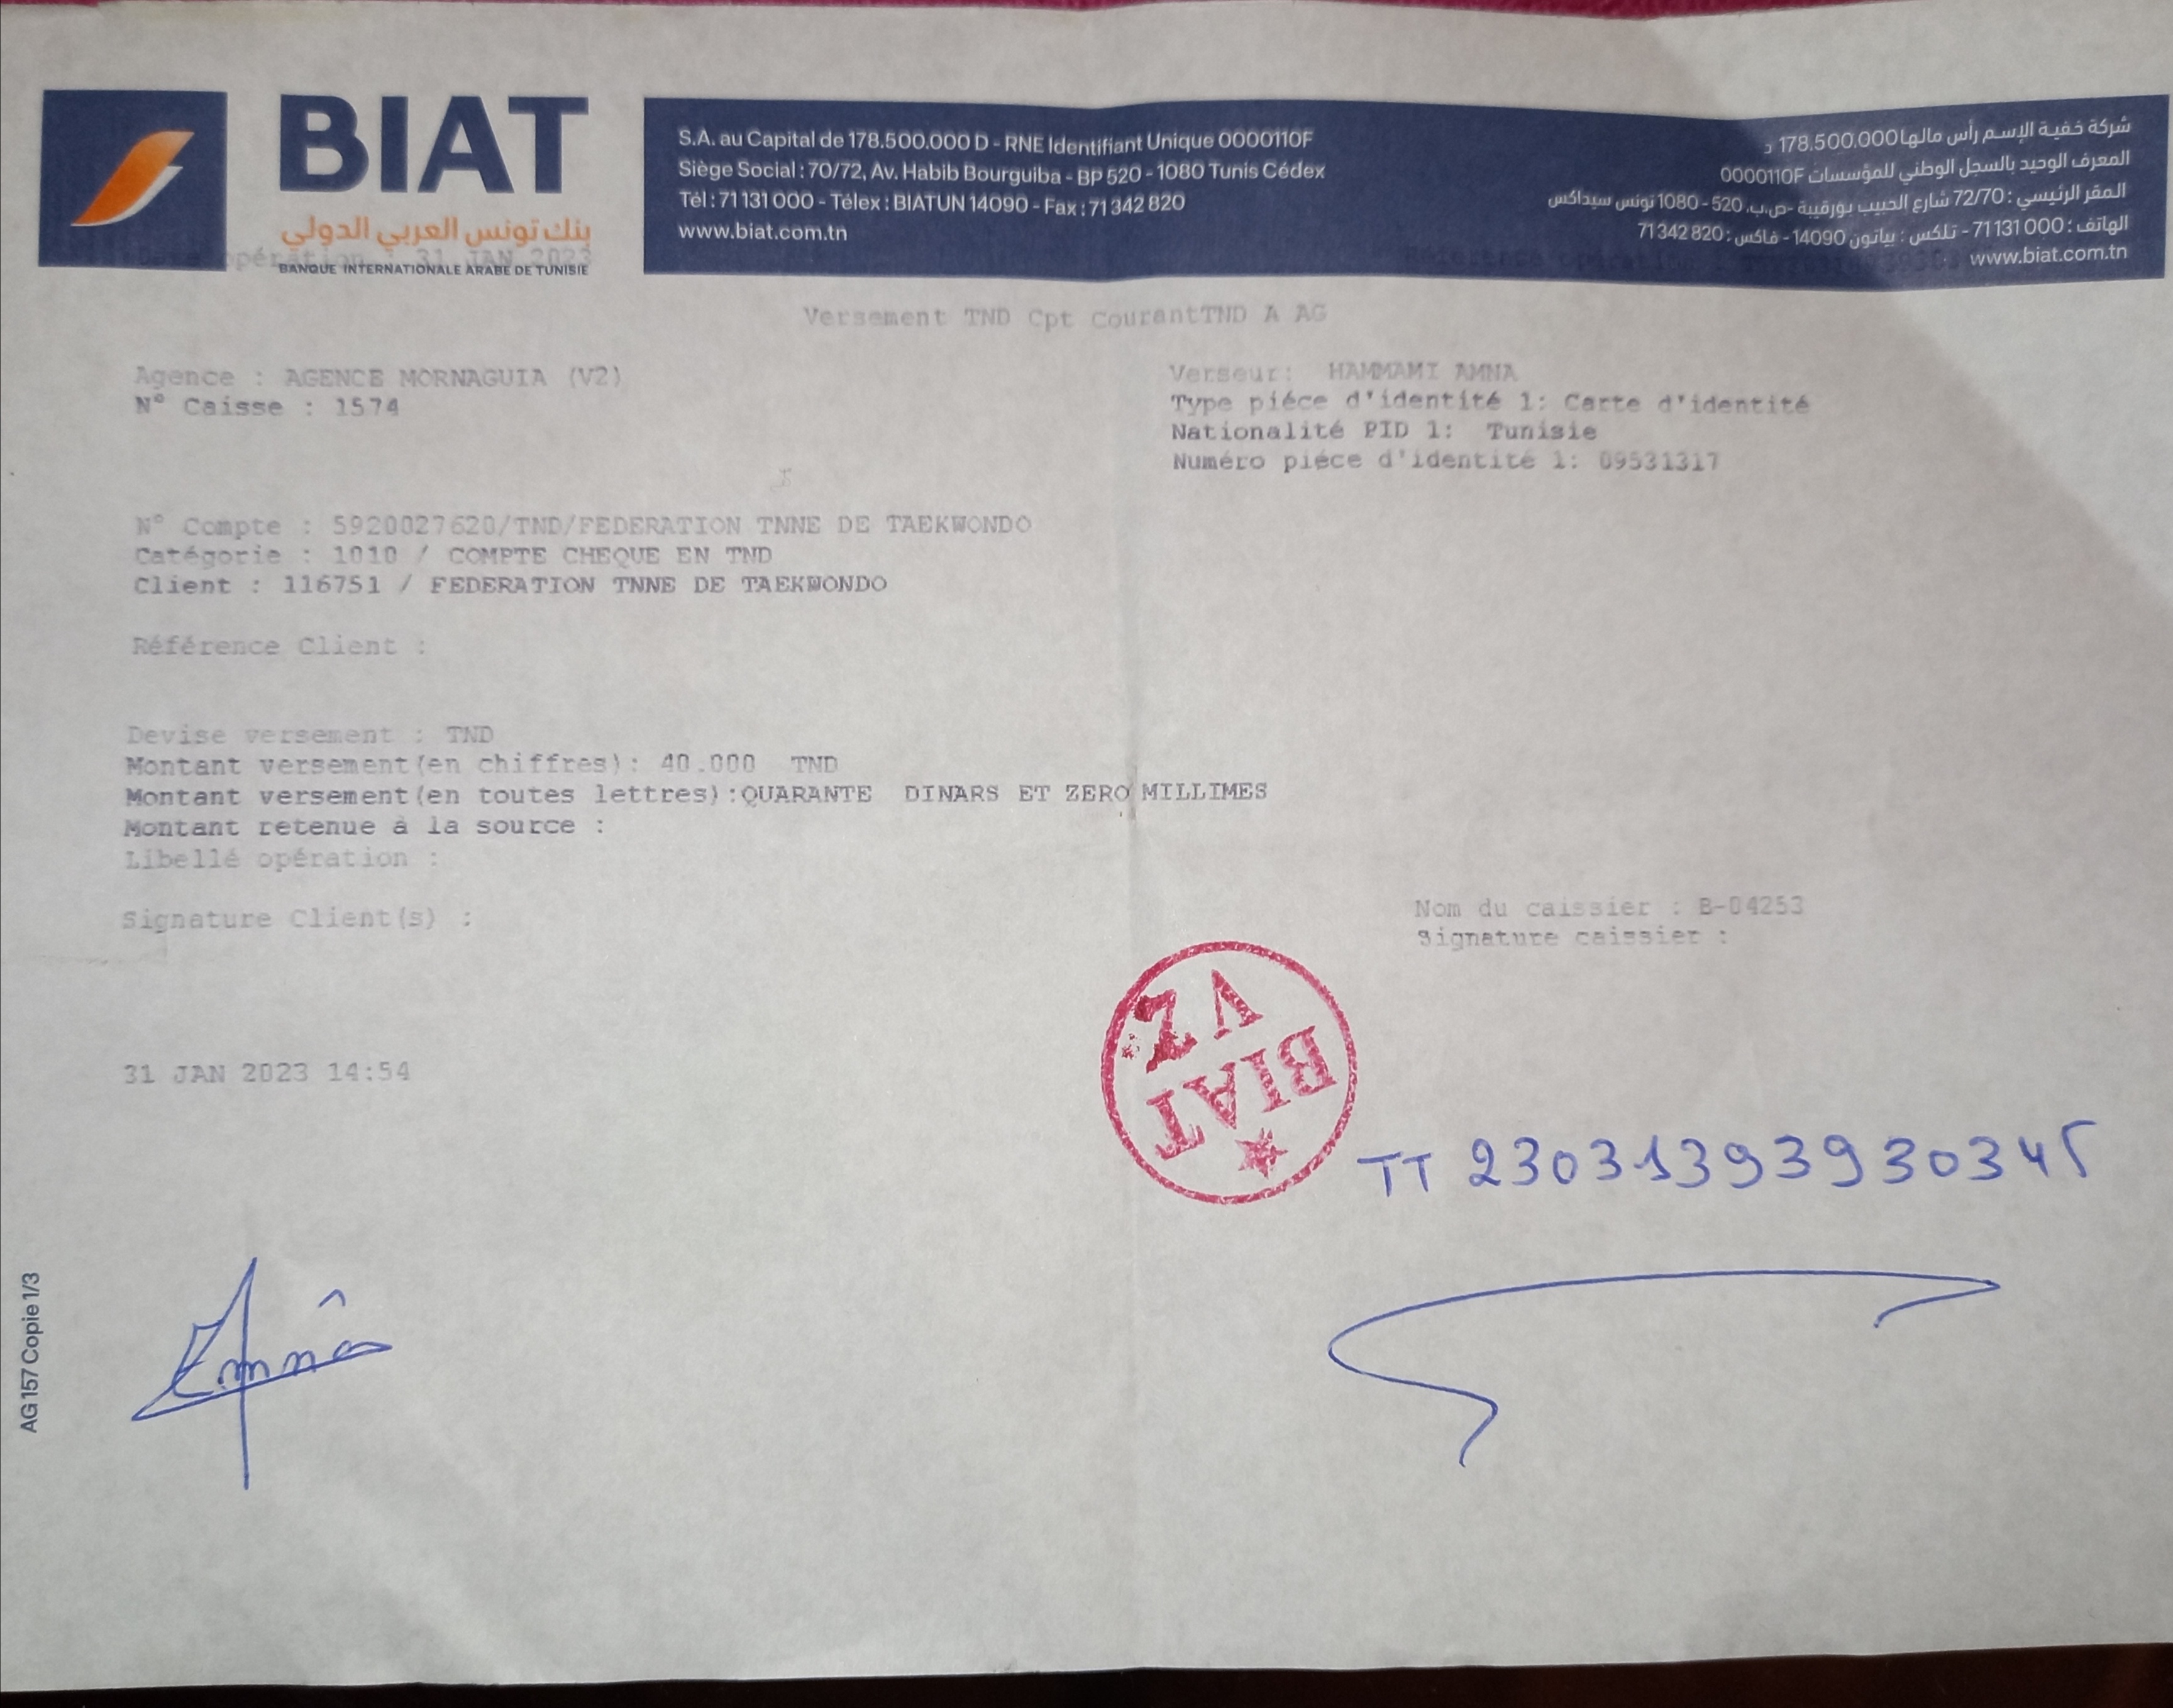 BIAT
بنك تونس العربي الدولي
BANQUE INTERNATIONALE ARABE DE TUNISIE
S.A. au Capital de 178.500.000 D - RNE Identifiant Unique 0000110F
Siège Social : 70/72, Av. Habib Bourguiba - BP 520 - 1080 Tunis Cédex
Tél : 71 131 000 - Télex : BIATUN 14090 - Fax : 71 342 820
www.biat.com.tn
شركة خفية الإسم رأس مالها 178.500.000 د
المعرف الوحيد بالسجل الوطني للمؤسسات 0000110F
المقر الرئيسي : 72/70 شارع الحبيب بورقيبة -ص.ب. 520 - 1080 تونس سيداكس
الهاتف : 71 131 000 - تلكس : بياتون 14090 - فاكس : 71 342 820
www.biat.com.tn
opération : 31 JAN 2023
Versement TND Cpt CourantTND A AG
Agence : AGENCE MORNAGUIA (V2)
N° Caisse : 1574
Verseur: HAMMAMI AMNA
Type piéce d'identité 1: Carte d'identité
Nationalité PID 1: Tunisie
Numéro piéce d'identité 1: 09531317
N° Compte : 5920027620/TND/FEDERATION TNNE DE TAEKWONDO
Catégorie : 1010 / COMPTE CHEQUE EN TND
Client : 116751 / FEDERATION TNNE DE TAEKWONDO
Référence Client :
Devise versement : TND
Montant versement(en chiffres): 40.000 TND
Montant versement(en toutes lettres):QUARANTE DINARS ET ZERO MILLIMES
Montant retenue à la source :
Libellé opération :
Signature Client(s) :
Nom du caissier : B-04253
Signature caissier :
31 JAN 2023 14:54
BIAT
VZ
TT 23031393930345
Amna
AG 157 Copie 1/3